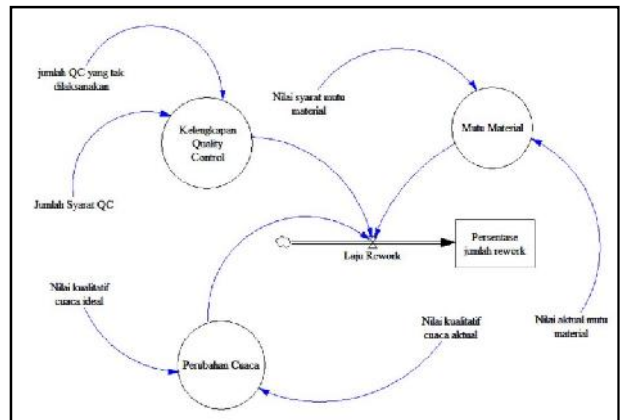 jumlah QC yang tak
dilaksanakan
Nilai syarat mutu
material
Kelengkapan
Quality
Control
Mutu Material
Jumlah Syarat QC
Persentase
jumlah rework
Laju Rework
Nilai kualitatif
cuaca ideal
Nilai kualitatif
cuaca aktual
Nilai aktual mutu
material
Perubahan Cuaca